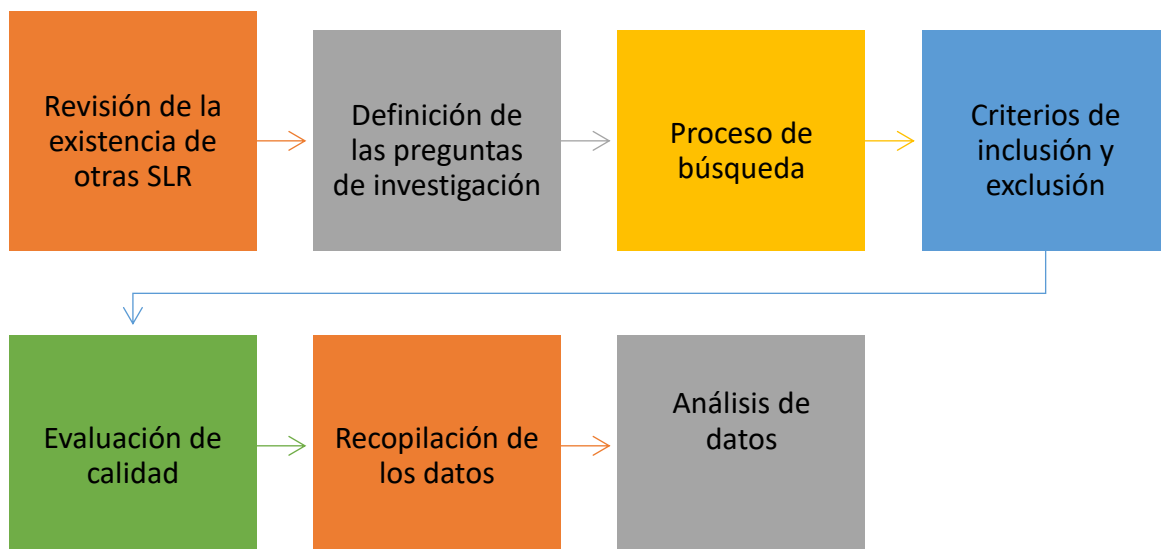 Revisión de la
existencia de
otras SLR
Definición de
las preguntas
de investigación
Proceso de
búsqueda
Criterios de
inclusión y
exclusión
Evaluación de
calidad
Recopilación de
los datos
Análisis de
datos